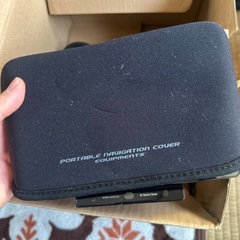 PORTABLE NAVIGATION COVER
EQUIPMENTS